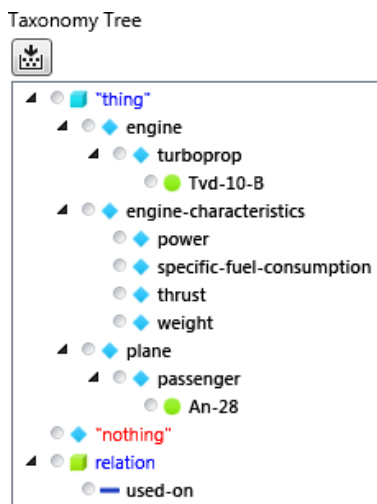 Taxonomy Tree
"thing"
engine
turboprop
Tvd-10-B
engine-characteristics
power
specific-fuel-consumption
thrust
weight
plane
passenger
An-28
"nothing"
relation
used-on